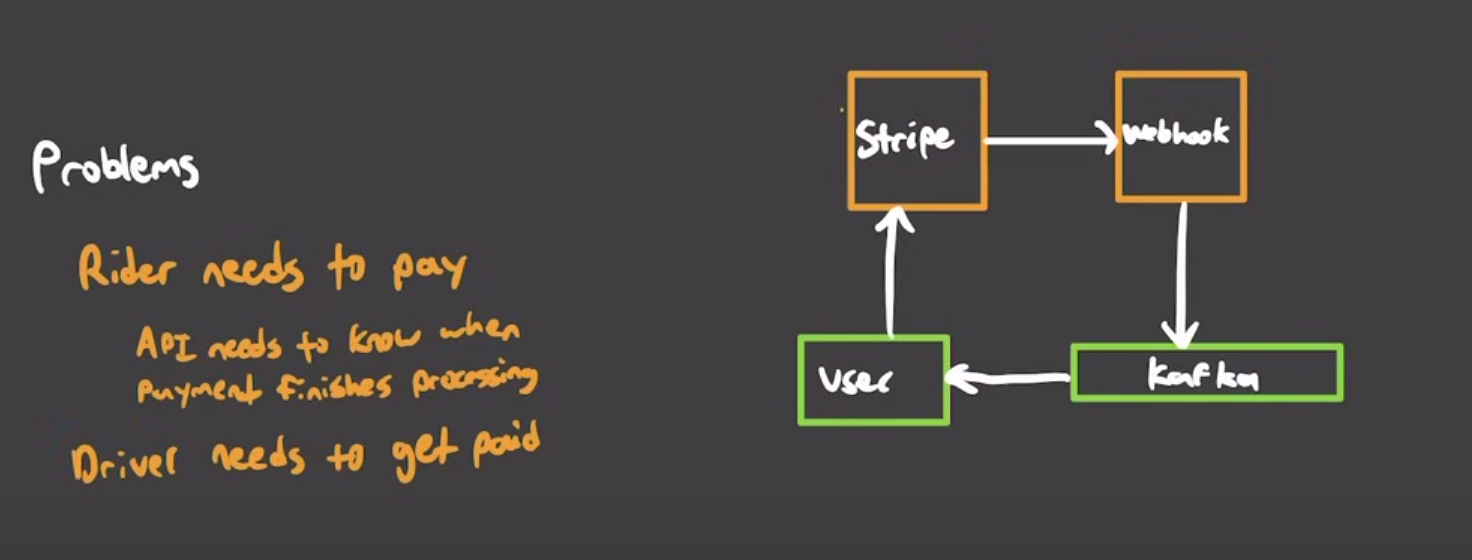 Problems
Rider needs to pay
API needs to know when
payment finishes processing
Driver needs to get paid
Stripe
webhook
User
kafka